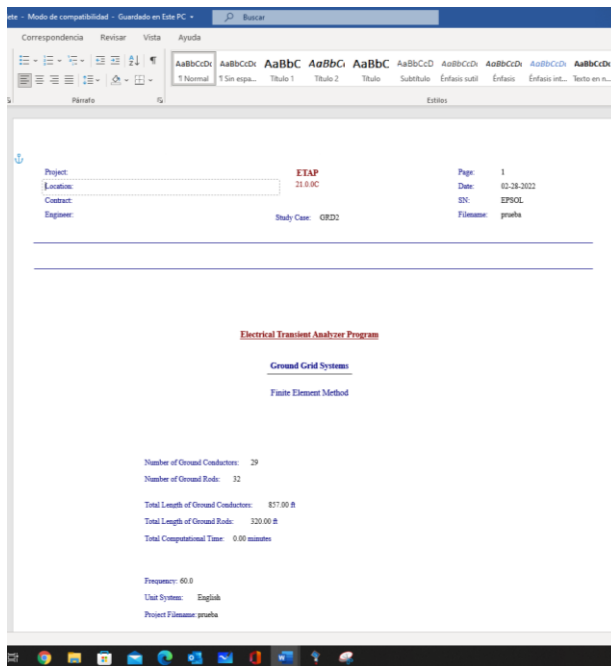 ete - Modo de compatibilidad - Guardado en Este PC
Buscar
Correspondencia Revisar Vista Ayuda
AaBbCcDc AaBbCcDc AaBbC AaBbCc AaBbC AaBbCcD AaBbCcDc AaBbCcDc AaBbCcDc AaBbCcDc
¶ Normal ¶ Sin espa... Título 1 Título 2 Título Subtítulo Énfasis sutil Énfasis Énfasis int... Texto en n...
Párrafo Estilos
Project: ETAP Page: 1
Location: 21.0.0C Date: 02-28-2022
Contract: SN: EPSOL
Engineer: Study Case: GRD2 Filename: prueba
Electrical Transient Analyzer Program
Ground Grid Systems
Finite Element Method
Number of Ground Conductors: 29
Number of Ground Rods: 32
Total Length of Ground Conductors: 857.00 ft
Total Length of Ground Rods: 320.00 ft
Total Computational Time: 0.00 minutes
Frequency: 60.0
Unit System: English
Project Filename: prueba